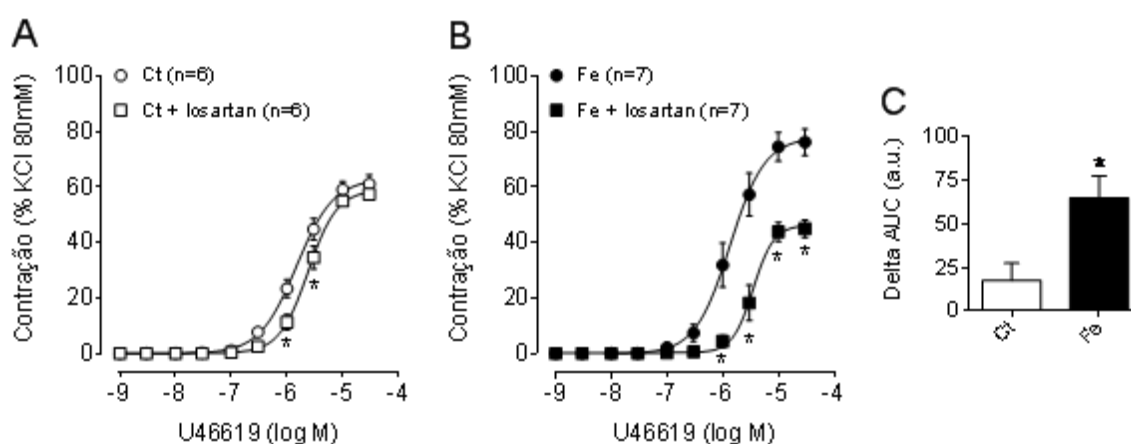 A
Contração (% KCl 80mM)
100
80
60
40
20
0
Ct (n=6)
Ct + losartan (n=6)
*
*
-9 -8 -7 -6 -5 -4
U46619 (log M)
B
Contração (% KCl 80mM)
100
80
60
40
20
0
Fe (n=7)
Fe + losartan (n=7)
*
*
*
*
-9 -8 -7 -6 -5 -4
U46619 (log M)
C
Delta AUC (a.u.)
100
75
50
25
0
*
Ct
Fe